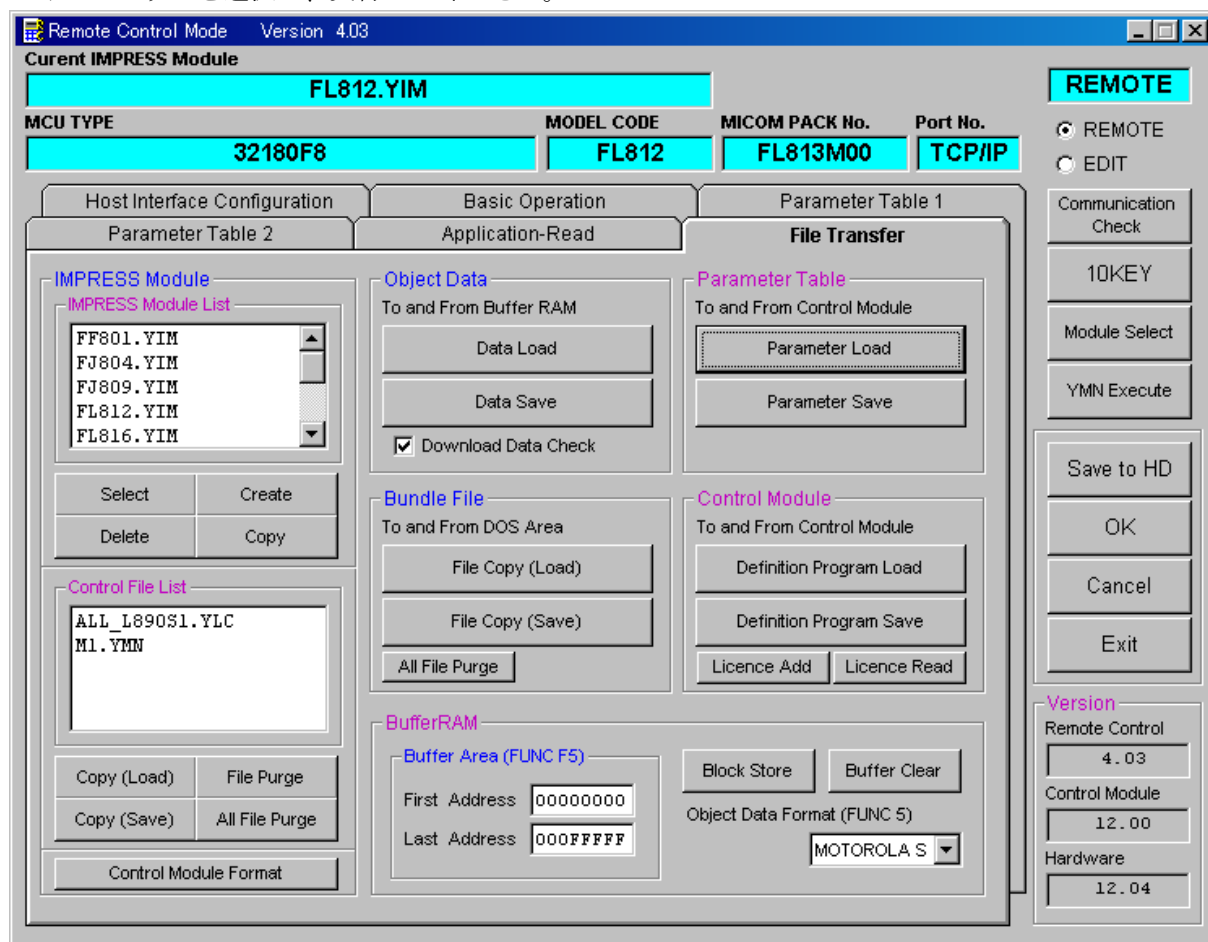 Remote Control Mode Version 4.03
Curent IMPRESS Module
FL812.YIM
REMOTE
MCU TYPE MODEL CODE MICOM PACK No. Port No.
32180F8 FL812 FL813M00 TCP/IP
REMOTE
EDIT
Host Interface Configuration Basic Operation Parameter Table 1
Parameter Table 2 Application-Read File Transfer
IMPRESS Module
IMPRESS Module List
FF801.YIM
FJ804.YIM
FJ809.YIM
FL812.YIM
FL816.YIM
Select Create
Delete Copy
Control File List
ALL_L890S1.YLC
M1.YMN
Copy (Load) File Purge
Copy (Save) All File Purge
Control Module Format
Object Data
To and From Buffer RAM
Data Load
Data Save
Download Data Check
Parameter Table
To and From Control Module
Parameter Load
Parameter Save
Bundle File
To and From DOS Area
File Copy (Load)
File Copy (Save)
All File Purge
Control Module
To and From Control Module
Definition Program Load
Definition Program Save
Licence Add Licence Read
BufferRAM
Buffer Area (FUNC F5)
First Address 00000000
Last Address 000FFFFF
Block Store Buffer Clear
Object Data Format (FUNC 5)
MOTOROLA S
Communication Check
10KEY
Module Select
YMN Execute
Save to HD
OK
Cancel
Exit
Version
Remote Control
4.03
Control Module
12.00
Hardware
12.04